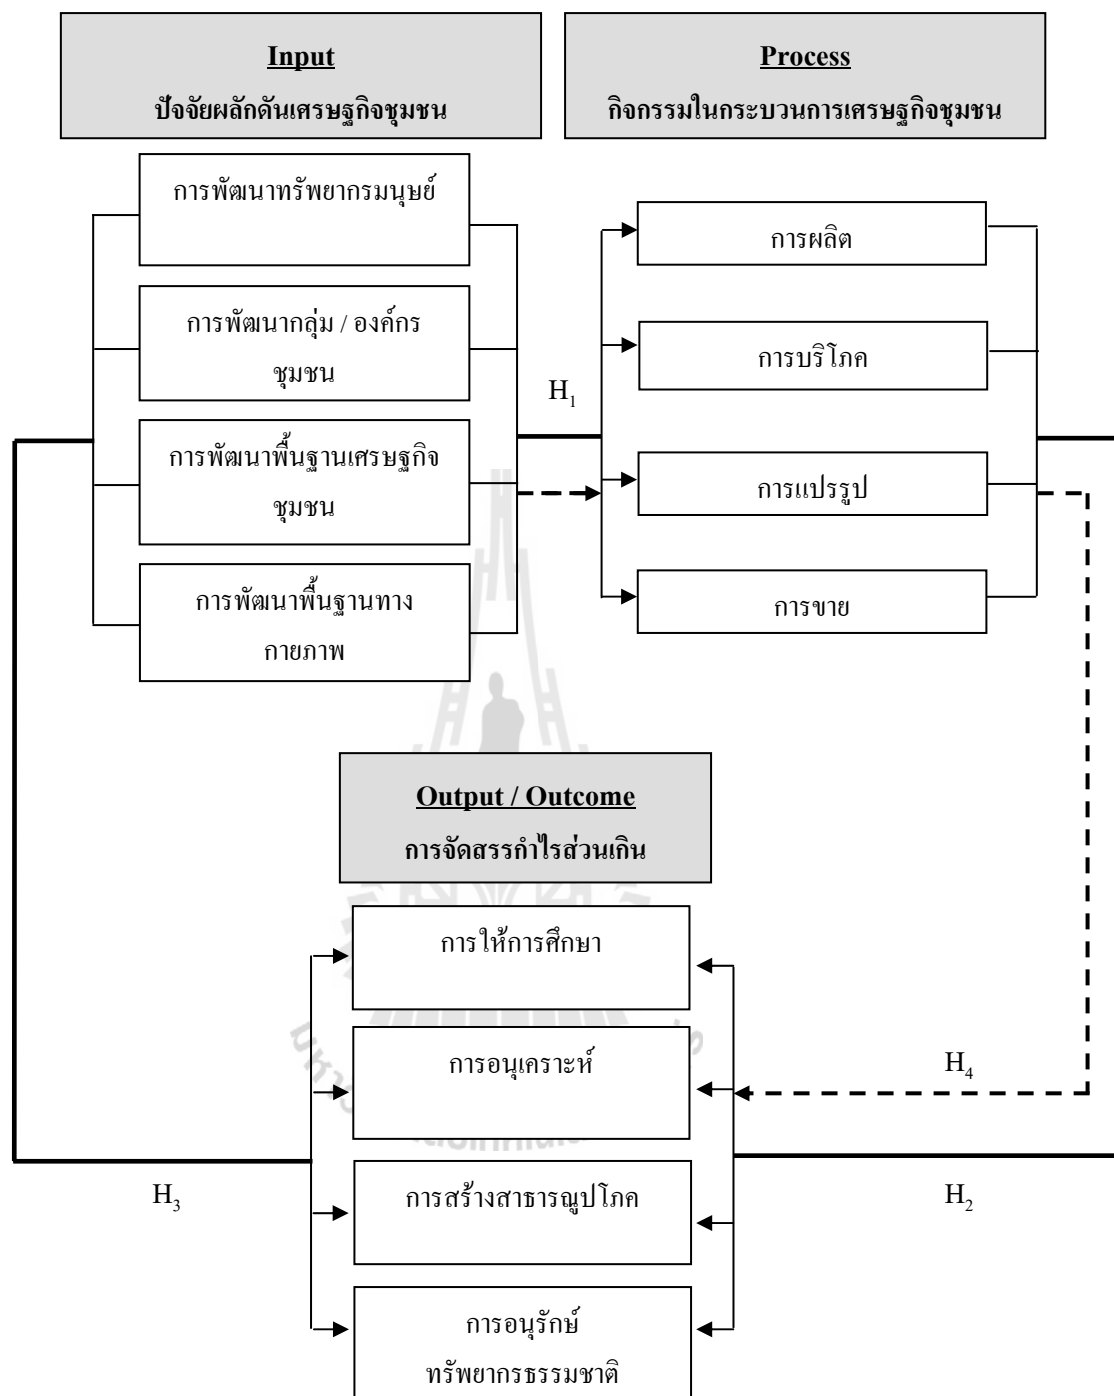 Input
ปัจจัยผลักดันเศรษฐกิจชุมชน
Process
กิจกรรมในกระบวนการเศรษฐกิจชุมชน
การพัฒนาทรัพยากรมนุษย์
การพัฒนากลุ่ม / องค์กร
ชุมชน
การพัฒนาพื้นฐานเศรษฐกิจ
ชุมชน
การพัฒนาพื้นฐานทาง
กายภาพ
H₁
การผลิต
การบริโภค
การแปรรูป
การขาย
Output / Outcome
การจัดสรรกำไรส่วนเกิน
การให้การศึกษา
การอนุเคราะห์
การสร้างสาธารณูปโภค
การอนุรักษ์
ทรัพยากรธรรมชาติ
H₃
H₄
H₂